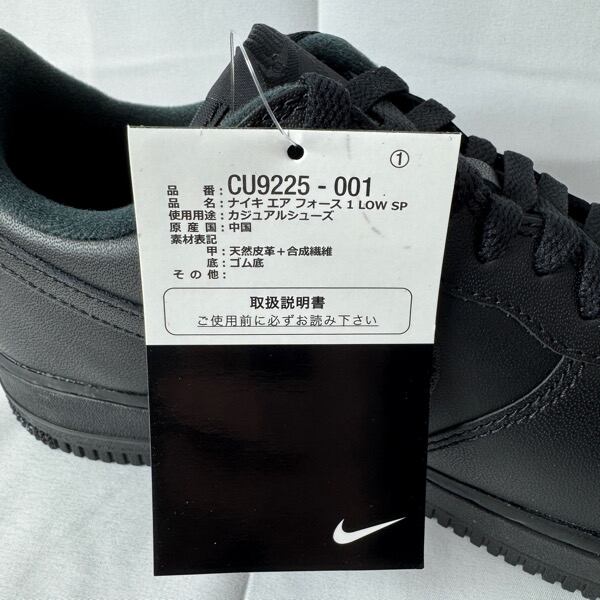 ①
品 番 : CU9225 - 001
品 名 : ナイキ エア フォース 1 LOW SP
使用用途 : カジュアルシューズ
原 産 国 : 中国
素材表記
甲 : 天然皮革＋合成繊維
底 : ゴム底
そ の 他 :
取扱説明書
ご使用前に必ずお読み下さい